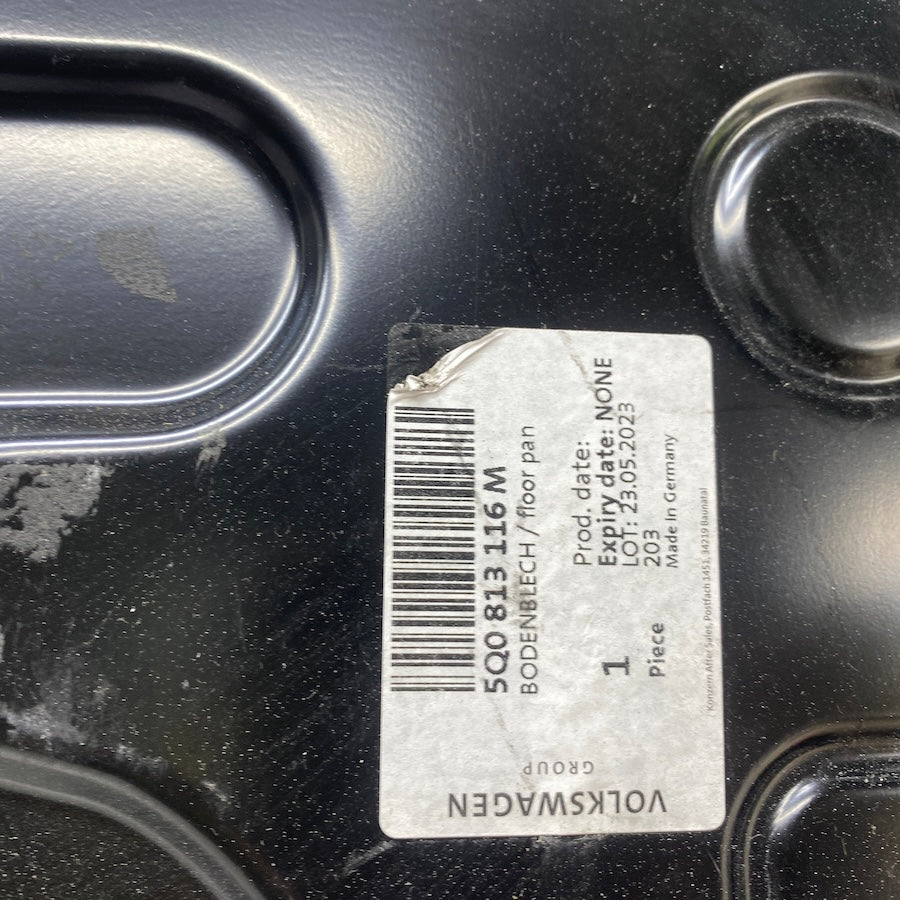 VOLKSWAGEN
GROUP
5Q0 813 116 M
BODENBLECH / floor pan
Prod. date:
Expiry date: NONE
LOT: 23.05.2023
203
Made in Germany
1
Piece
Konzern After Sales, Postfach 1451, 34219 Baunatal